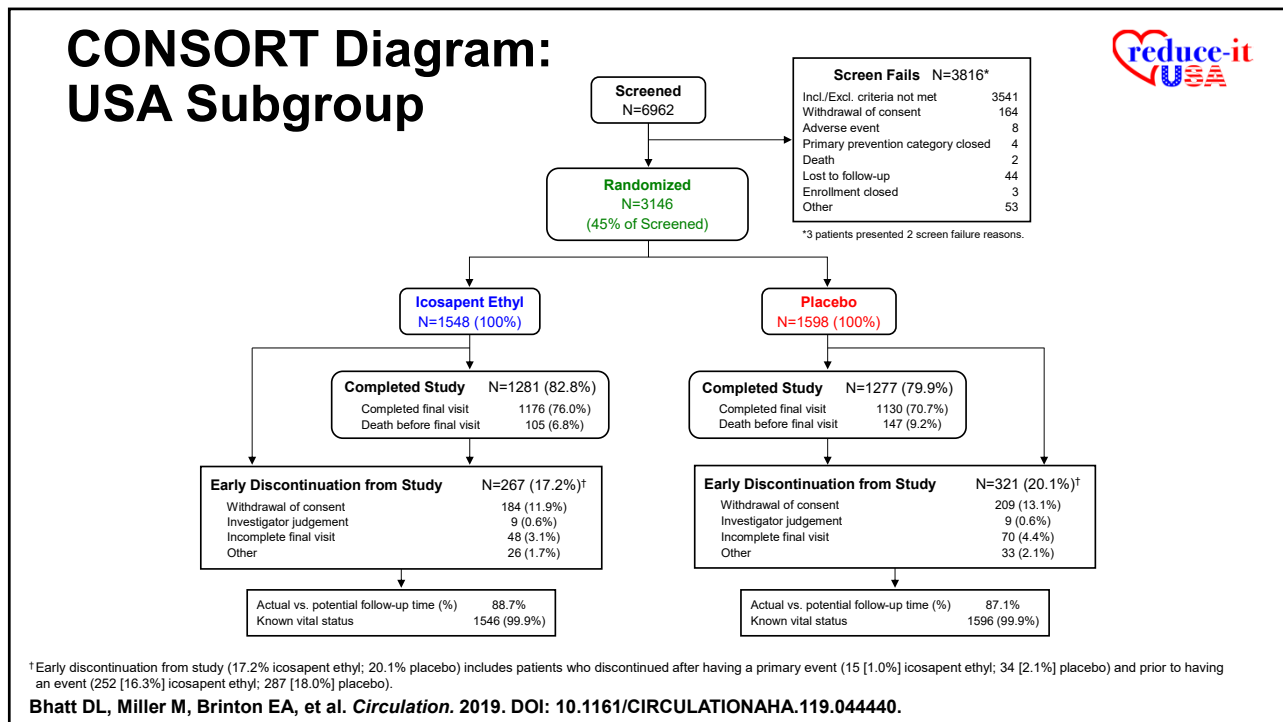 CONSORT Diagram:
USA Subgroup
reduce-it
USA
Screened
N=6962
Screen Fails N=3816*
Incl./Excl. criteria not met 3541
Withdrawal of consent 164
Adverse event 8
Primary prevention category closed 4
Death 2
Lost to follow-up 44
Enrollment closed 3
Other 53
*3 patients presented 2 screen failure reasons.
Randomized
N=3146
(45% of Screened)
Icosapent Ethyl
N=1548 (100%)
Placebo
N=1598 (100%)
Completed Study N=1281 (82.8%)
Completed final visit 1176 (76.0%)
Death before final visit 105 (6.8%)
Completed Study N=1277 (79.9%)
Completed final visit 1130 (70.7%)
Death before final visit 147 (9.2%)
Early Discontinuation from Study N=267 (17.2%)†
Withdrawal of consent 184 (11.9%)
Investigator judgement 9 (0.6%)
Incomplete final visit 48 (3.1%)
Other 26 (1.7%)
Early Discontinuation from Study N=321 (20.1%)†
Withdrawal of consent 209 (13.1%)
Investigator judgement 9 (0.6%)
Incomplete final visit 70 (4.4%)
Other 33 (2.1%)
Actual vs. potential follow-up time (%) 88.7%
Known vital status 1546 (99.9%)
Actual vs. potential follow-up time (%) 87.1%
Known vital status 1596 (99.9%)
†Early discontinuation from study (17.2% icosapent ethyl; 20.1% placebo) includes patients who discontinued after having a primary event (15 [1.0%] icosapent ethyl; 34 [2.1%] placebo) and prior to having
an event (252 [16.3%] icosapent ethyl; 287 [18.0%] placebo).
Bhatt DL, Miller M, Brinton EA, et al. Circulation. 2019. DOI: 10.1161/CIRCULATIONAHA.119.044440.